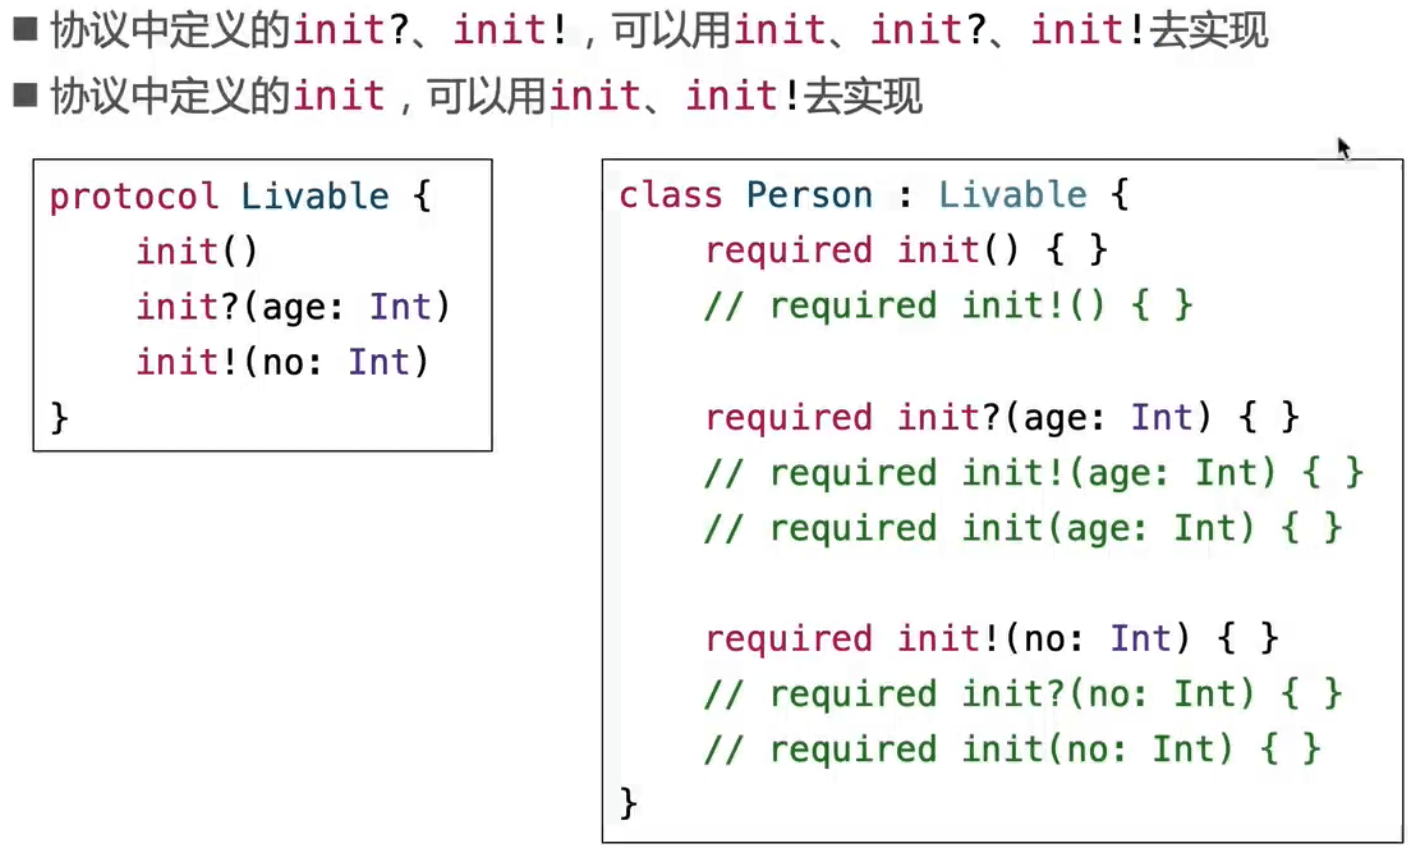 ■ 协议中定义的init?、init!，可以用init、init?、init!去实现
■ 协议中定义的init，可以用init、init!去实现
protocol Livable {
    init()
    init?(age: Int)
    init!(no: Int)
}
class Person : Livable {
    required init() { }
    // required init!() { }
    required init?(age: Int) { }
    // required init!(age: Int) { }
    // required init(age: Int) { }
    required init!(no: Int) { }
    // required init?(no: Int) { }
    // required init(no: Int) { }
}